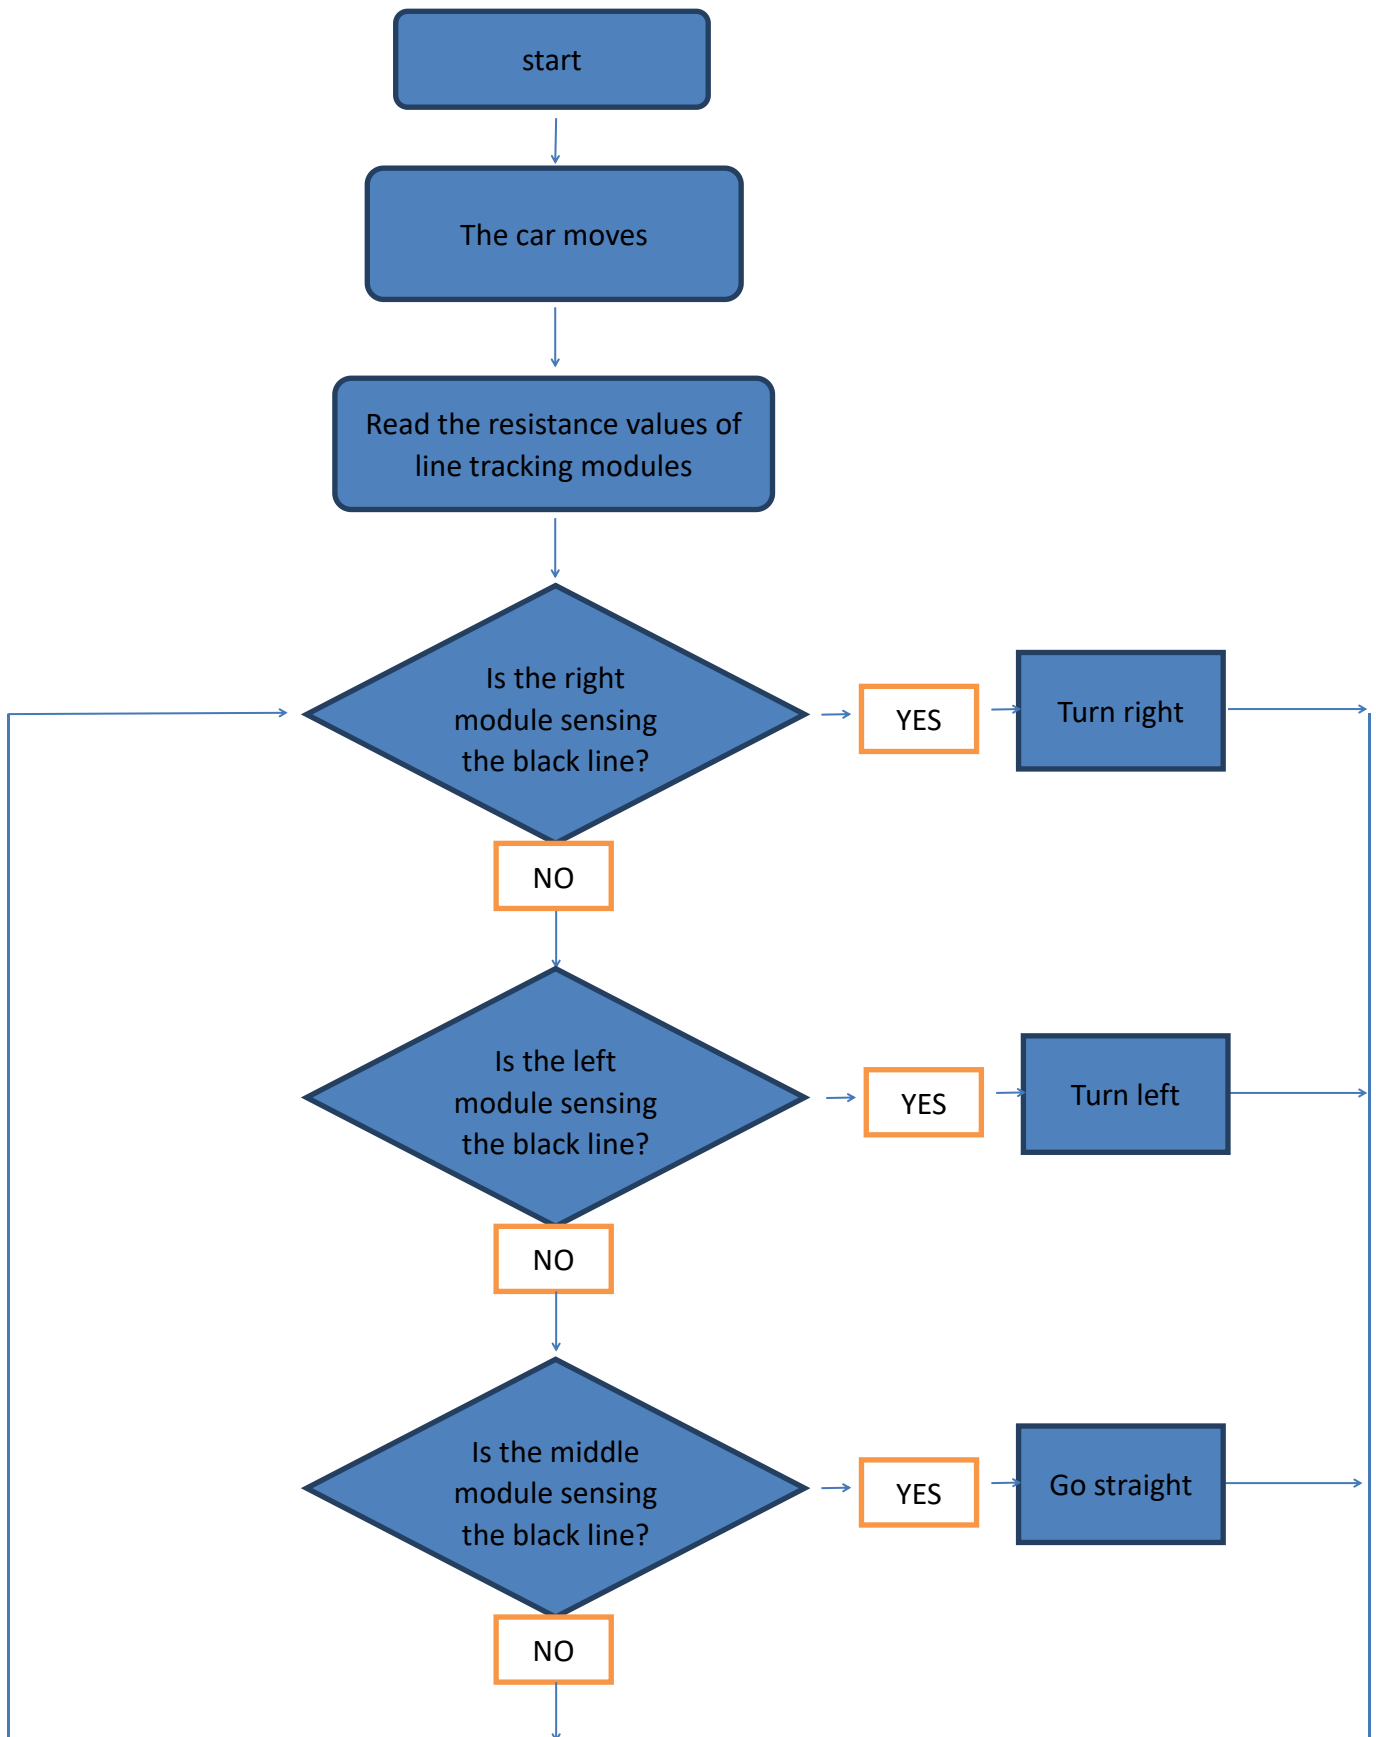 start
The car moves
Read the resistance values of
line tracking modules
Is the right
module sensing
the black line?
YES
Turn right
NO
Is the left
module sensing
the black line?
YES
Turn left
NO
Is the middle
module sensing
the black line?
YES
Go straight
NO